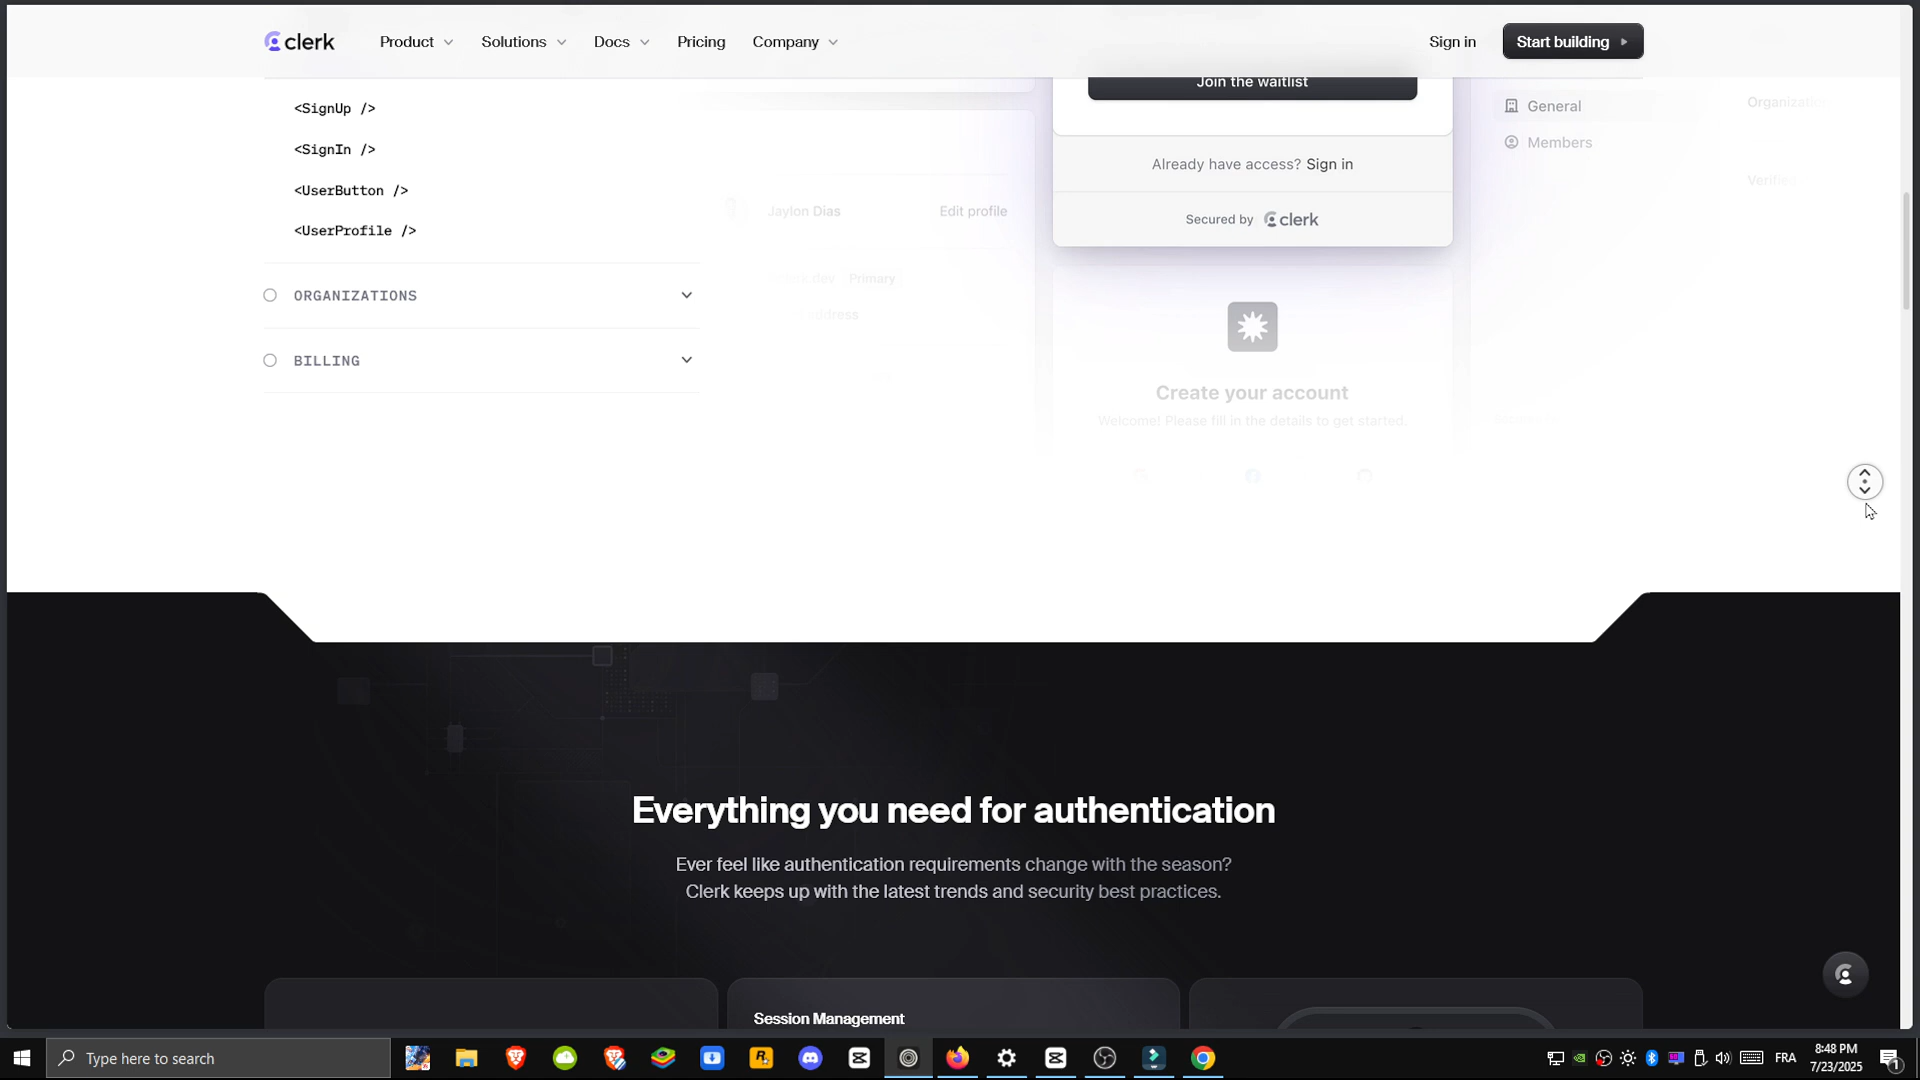 clerk
Product
Solutions
Docs
Pricing
Company
Sign in
Start building
<SignUp />
<SignIn />
<UserButton />
<UserProfile />
ORGANIZATIONS
BILLING
Jaylon Dias
Edit profile
Primary
address
Join the waitlist
Already have access? Sign in
Secured by clerk
Create your account
Welcome! Please fill in the details to get started.
General
Members
Organization
Verified
Everything you need for authentication
Ever feel like authentication requirements change with the season?
Clerk keeps up with the latest trends and security best practices.
Session Management
Type here to search
FRA
8:48 PM
7/23/2025
1